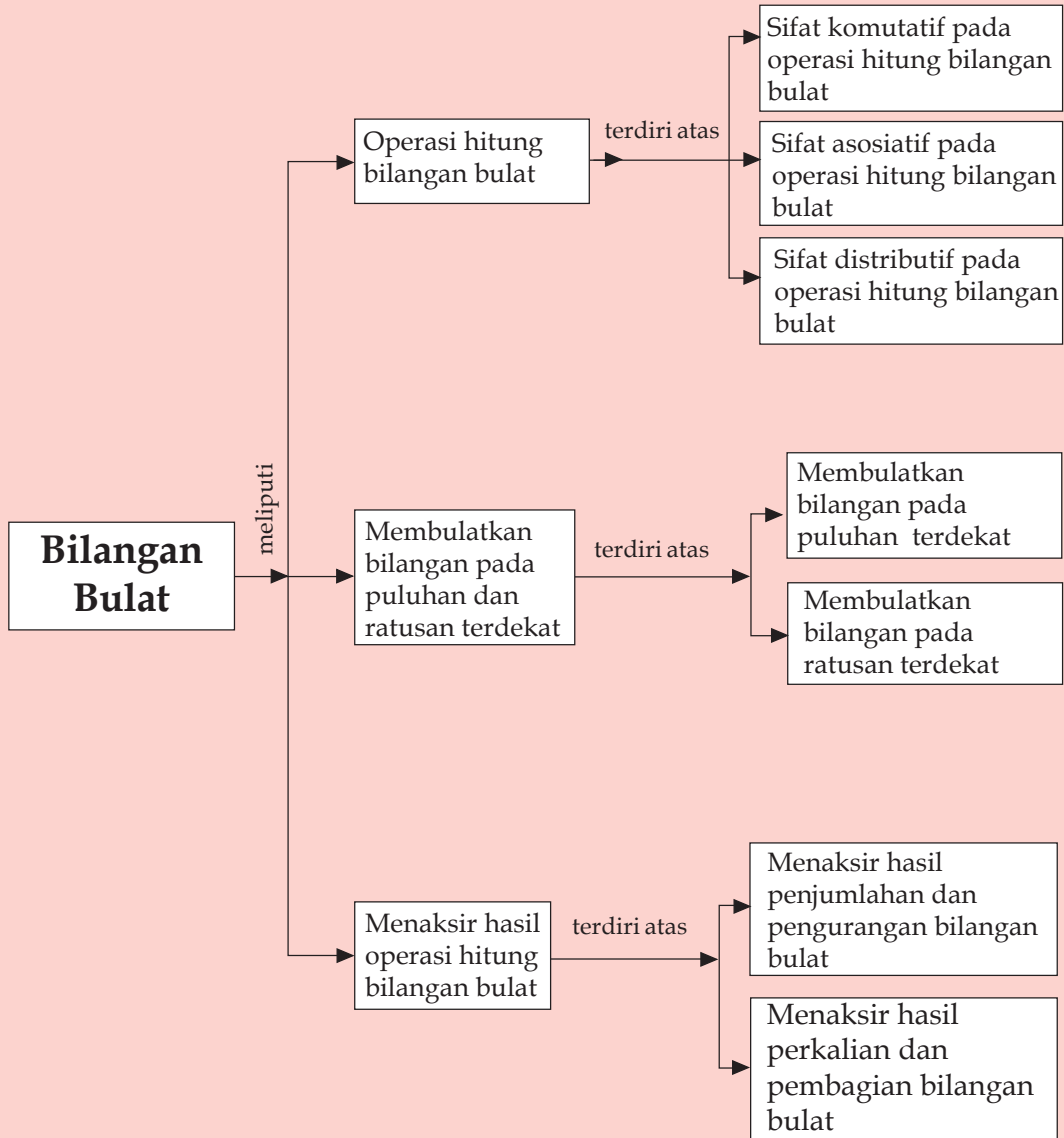 Bilangan
Bulat
meliputi
Operasi hitung
bilangan bulat
terdiri atas
Sifat komutatif pada
operasi hitung bilangan
bulat
Sifat asosiatif pada
operasi hitung bilangan
bulat
Sifat distributif pada
operasi hitung bilangan
bulat
Membulatkan
bilangan pada
puluhan dan
ratusan terdekat
terdiri atas
Membulatkan
bilangan pada
puluhan terdekat
Membulatkan
bilangan pada
ratusan terdekat
Menaksir hasil
operasi hitung
bilangan bulat
terdiri atas
Menaksir hasil
penjumlahan dan
pengurangan bilangan
bulat
Menaksir hasil
perkalian dan
pembagian bilangan
bulat